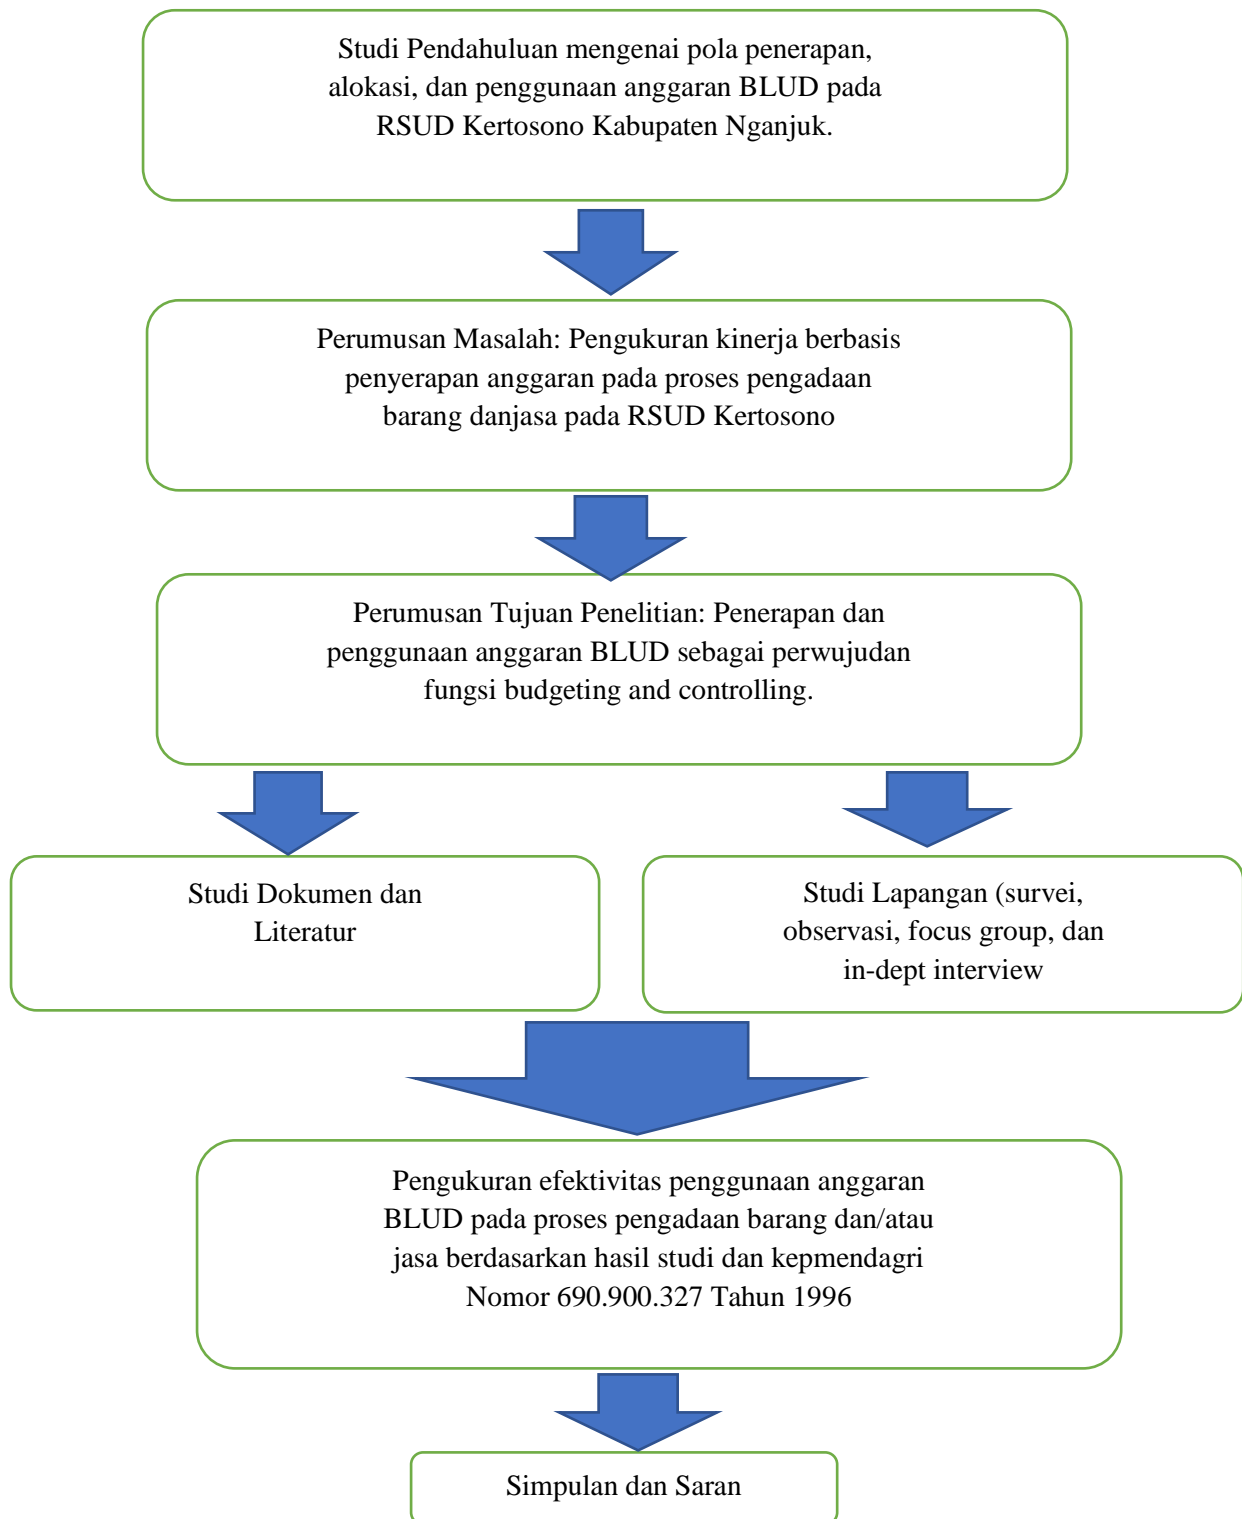 Studi Pendahuluan mengenai pola penerapan,
alokasi, dan penggunaan anggaran BLUD pada
RSUD Kertosono Kabupaten Nganjuk.
Perumusan Masalah: Pengukuran kinerja berbasis
penyerapan anggaran pada proses pengadaan
barang danjasa pada RSUD Kertosono
Perumusan Tujuan Penelitian: Penerapan dan
penggunaan anggaran BLUD sebagai perwujudan
fungsi budgeting and controlling.
Studi Dokumen dan
Literatur
Studi Lapangan (survei,
observasi, focus group, dan
in-dept interview
Pengukuran efektivitas penggunaan anggaran
BLUD pada proses pengadaan barang dan/atau
jasa berdasarkan hasil studi dan kepmendagri
Nomor 690.900.327 Tahun 1996
Simpulan dan Saran